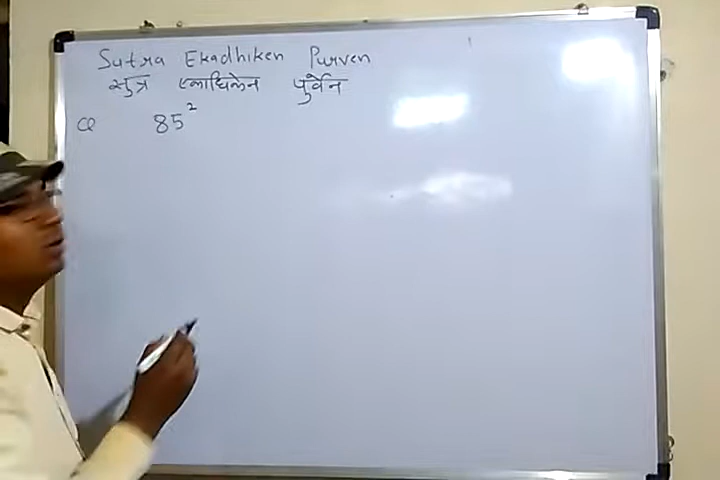 Sutra Ekadhiken Purven
सुत्र एकाधिकेन पुर्वेन
Q 85²